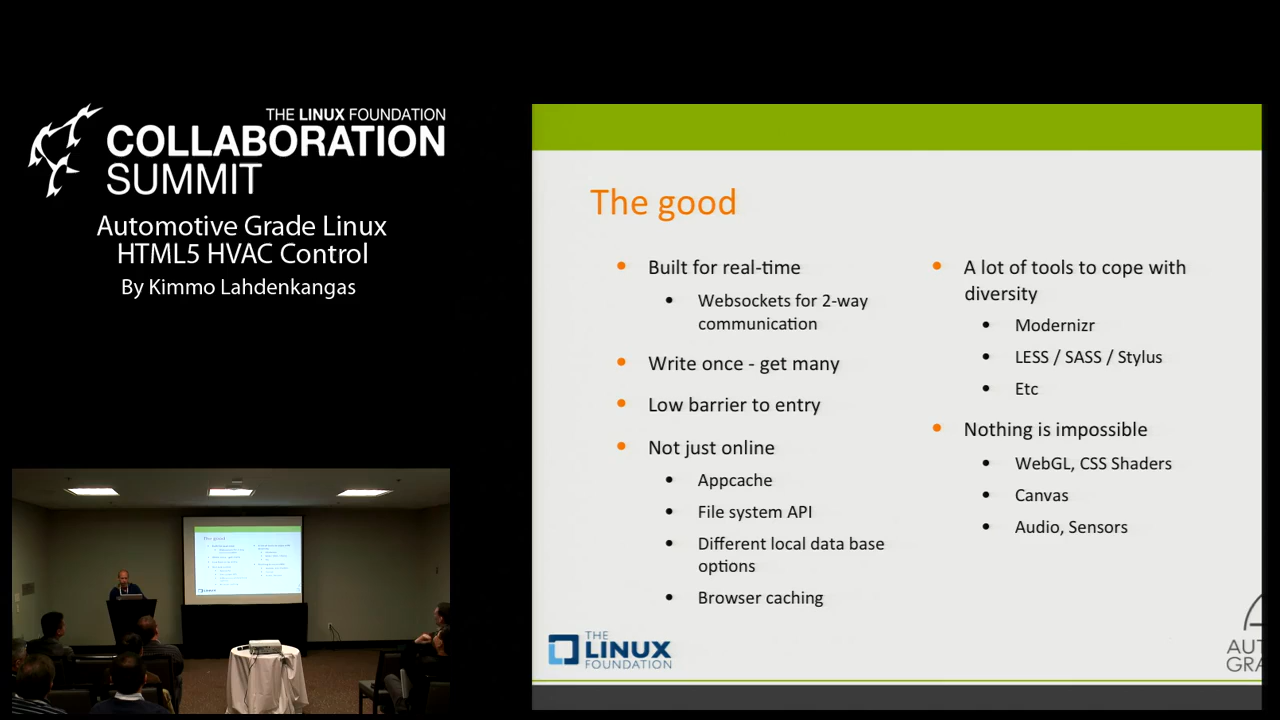 THE LINUX FOUNDATION
COLLABORATION
SUMMIT
Automotive Grade Linux
HTML5 HVAC Control
By Kimmo Lahdenkangas
The good
• Built for real-time
• Websockets for 2-way
communication
• Write once - get many
• Low barrier to entry
• Not just online
• Appcache
• File system API
• Different local data base
options
• Browser caching
• A lot of tools to cope with
diversity
• Modernizr
• LESS / SASS / Stylus
• Etc
• Nothing is impossible
• WebGL, CSS Shaders
• Canvas
• Audio, Sensors
THE
LINUX
FOUNDATION
The good